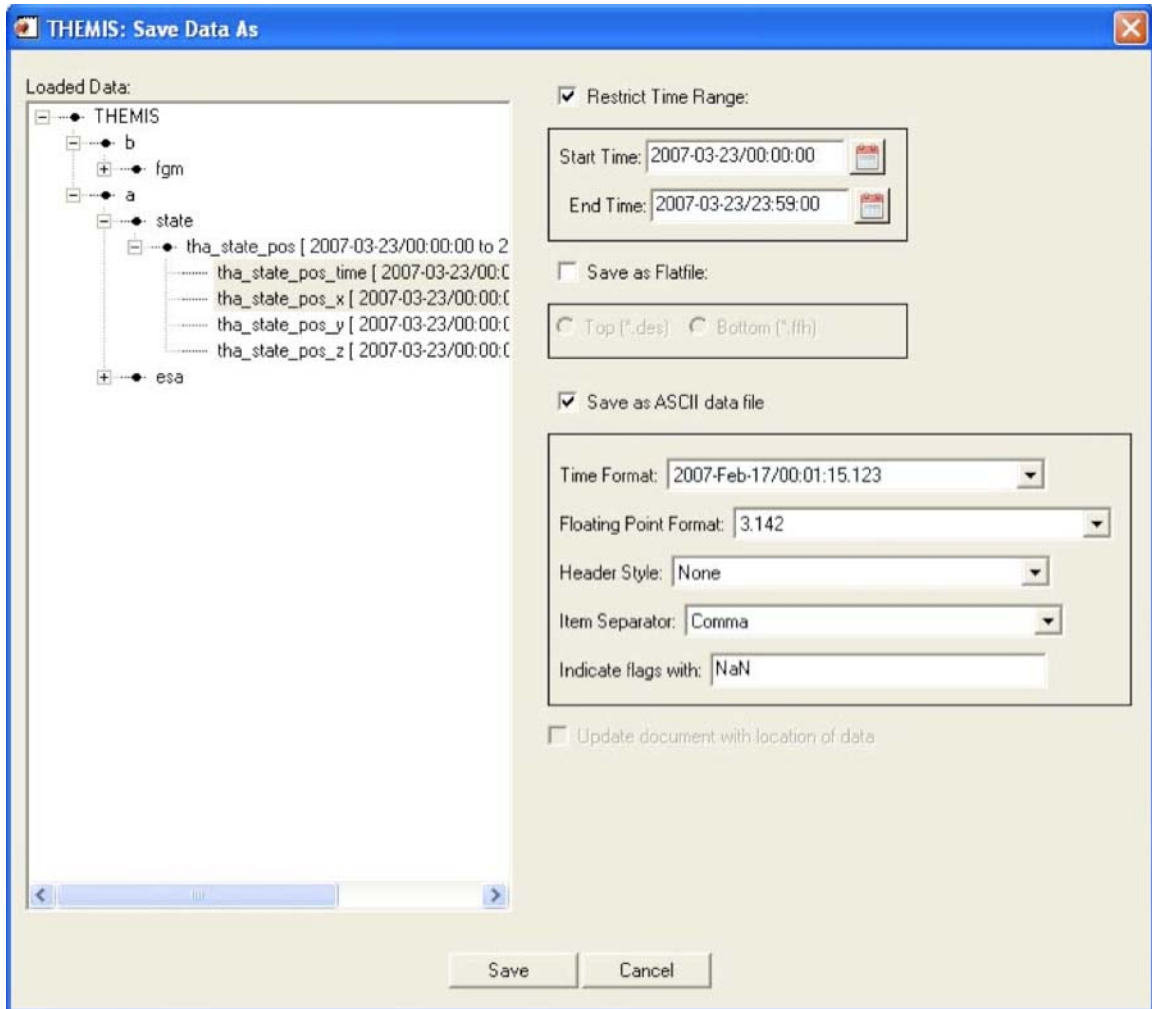 THEMIS: Save Data As
Loaded Data:
THEMIS
b
fgm
a
state
tha_state_pos [ 2007-03-23/00:00:00 to 2
tha_state_pos_time [ 2007-03-23/00:0
tha_state_pos_x [ 2007-03-23/00:00:0
tha_state_pos_y [ 2007-03-23/00:00:0
tha_state_pos_z [ 2007-03-23/00:00:0
esa
Restrict Time Range:
Start Time: 2007-03-23/00:00:00
End Time: 2007-03-23/23:59:00
Save as Flatfile:
Top (*.des) Bottom (*.ffh)
Save as ASCII data file
Time Format: 2007-Feb-17/00:01:15.123
Floating Point Format: 3.142
Header Style: None
Item Separator: Comma
Indicate flags with: NaN
Update document with location of data
Save Cancel